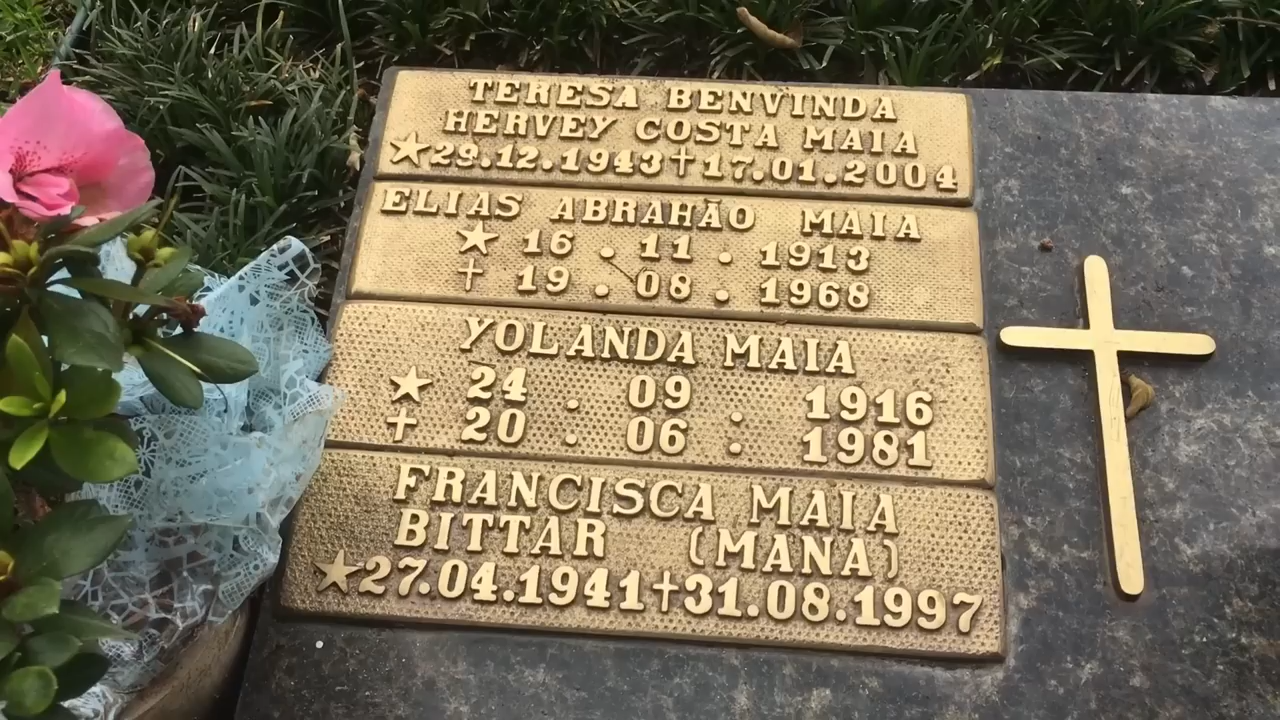 TERESA BENVINDA
HERVEY COSTA MAIA
★29.12.1943✝17.01.2004
ELIAS ABRAHÃO MAIA
★ 16 . 11 . 1913
✝ 19 . 08 . 1968
YOLANDA MAIA
★ 24 . 09 : 1916
✝ 20 . 06 : 1981
FRANCISCA MAIA
BITTAR (MANA)
★27.04.1941✝31.08.1997